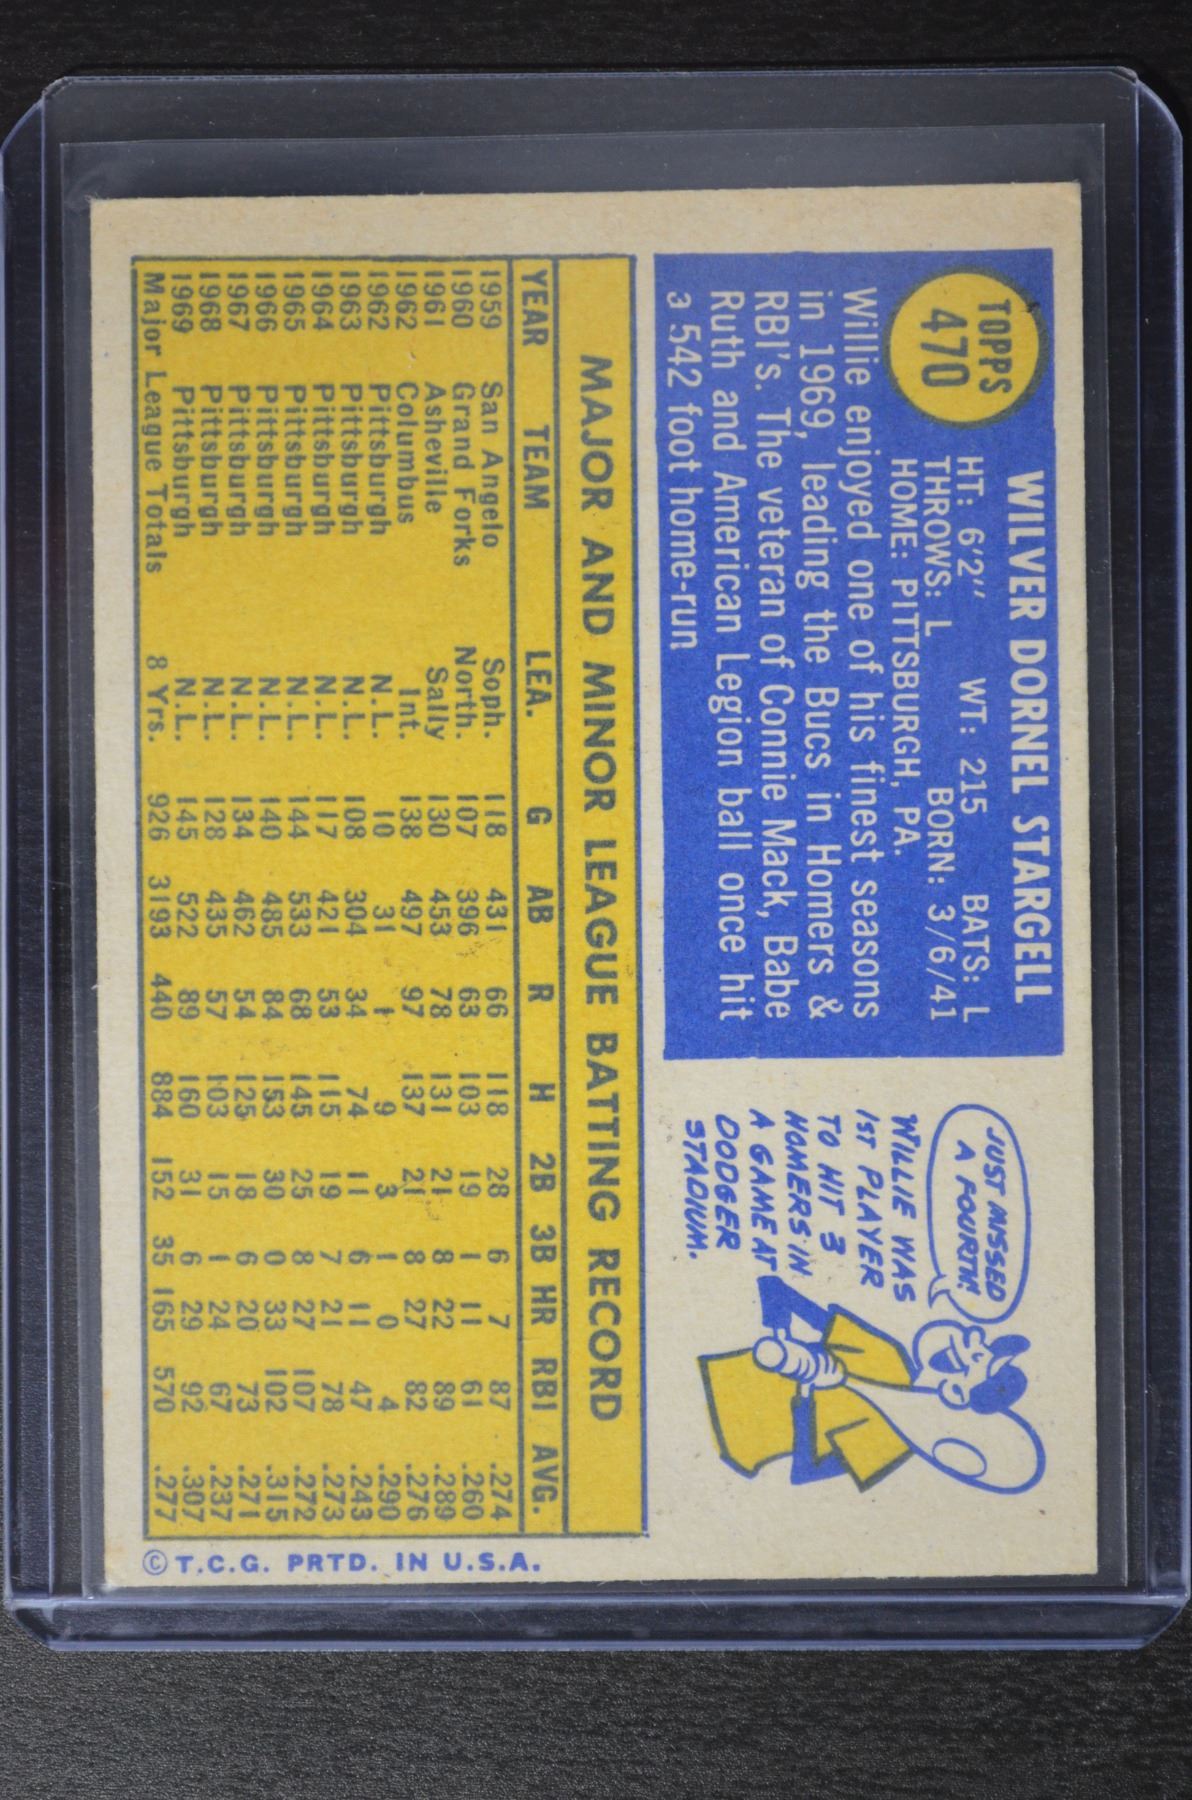 TOPPS
470
WILVER DORNEL STARGELL
HT: 6'2" WT: 215 BATS: L
THROWS: L BORN: 3/6/41
HOME: PITTSBURGH, PA.
Willie enjoyed one of his finest seasons
in 1969, leading the Bucs in Homers &
RBI's. The veteran of Connie Mack, Babe
Ruth and American Legion ball once hit
a 542 foot home-run
JUST MISSED
A FOURTH!
WILLIE WAS
1ST PLAYER
TO HIT 3
HOMERS IN
A GAME AT
DODGER
STADIUM.
MAJOR AND MINOR LEAGUE BATTING RECORD
YEAR TEAM LEA. G AB R H 2B 3B HR RBI AVG.
1959 San Angelo Soph. 118 431 66 118 28 6 7 87 .274
1960 Grand Forks North. 107 396 63 103 19 1 11 61 .260
1961 Asheville Sally 130 453 78 131 21 8 22 89 .289
1962 Columbus Int. 138 497 97 137 21 8 27 82 .276
1962 Pittsburgh N.L. 10 31 1 9 3 1 0 4 .290
1963 Pittsburgh N.L. 108 304 34 74 11 6 11 47 .243
1964 Pittsburgh N.L. 117 421 53 115 19 7 21 78 .273
1965 Pittsburgh N.L. 144 533 68 145 25 8 27 107 .272
1966 Pittsburgh N.L. 140 485 84 153 30 0 33 102 .315
1967 Pittsburgh N.L. 134 462 54 125 18 6 20 73 .271
1968 Pittsburgh N.L. 128 435 57 103 15 1 24 67 .237
1969 Pittsburgh N.L. 145 522 89 160 31 6 29 92 .307
Major League Totals 8 Yrs. 926 3193 440 884 152 35 165 570 .277
© T.C.G. PRTD. IN U.S.A.